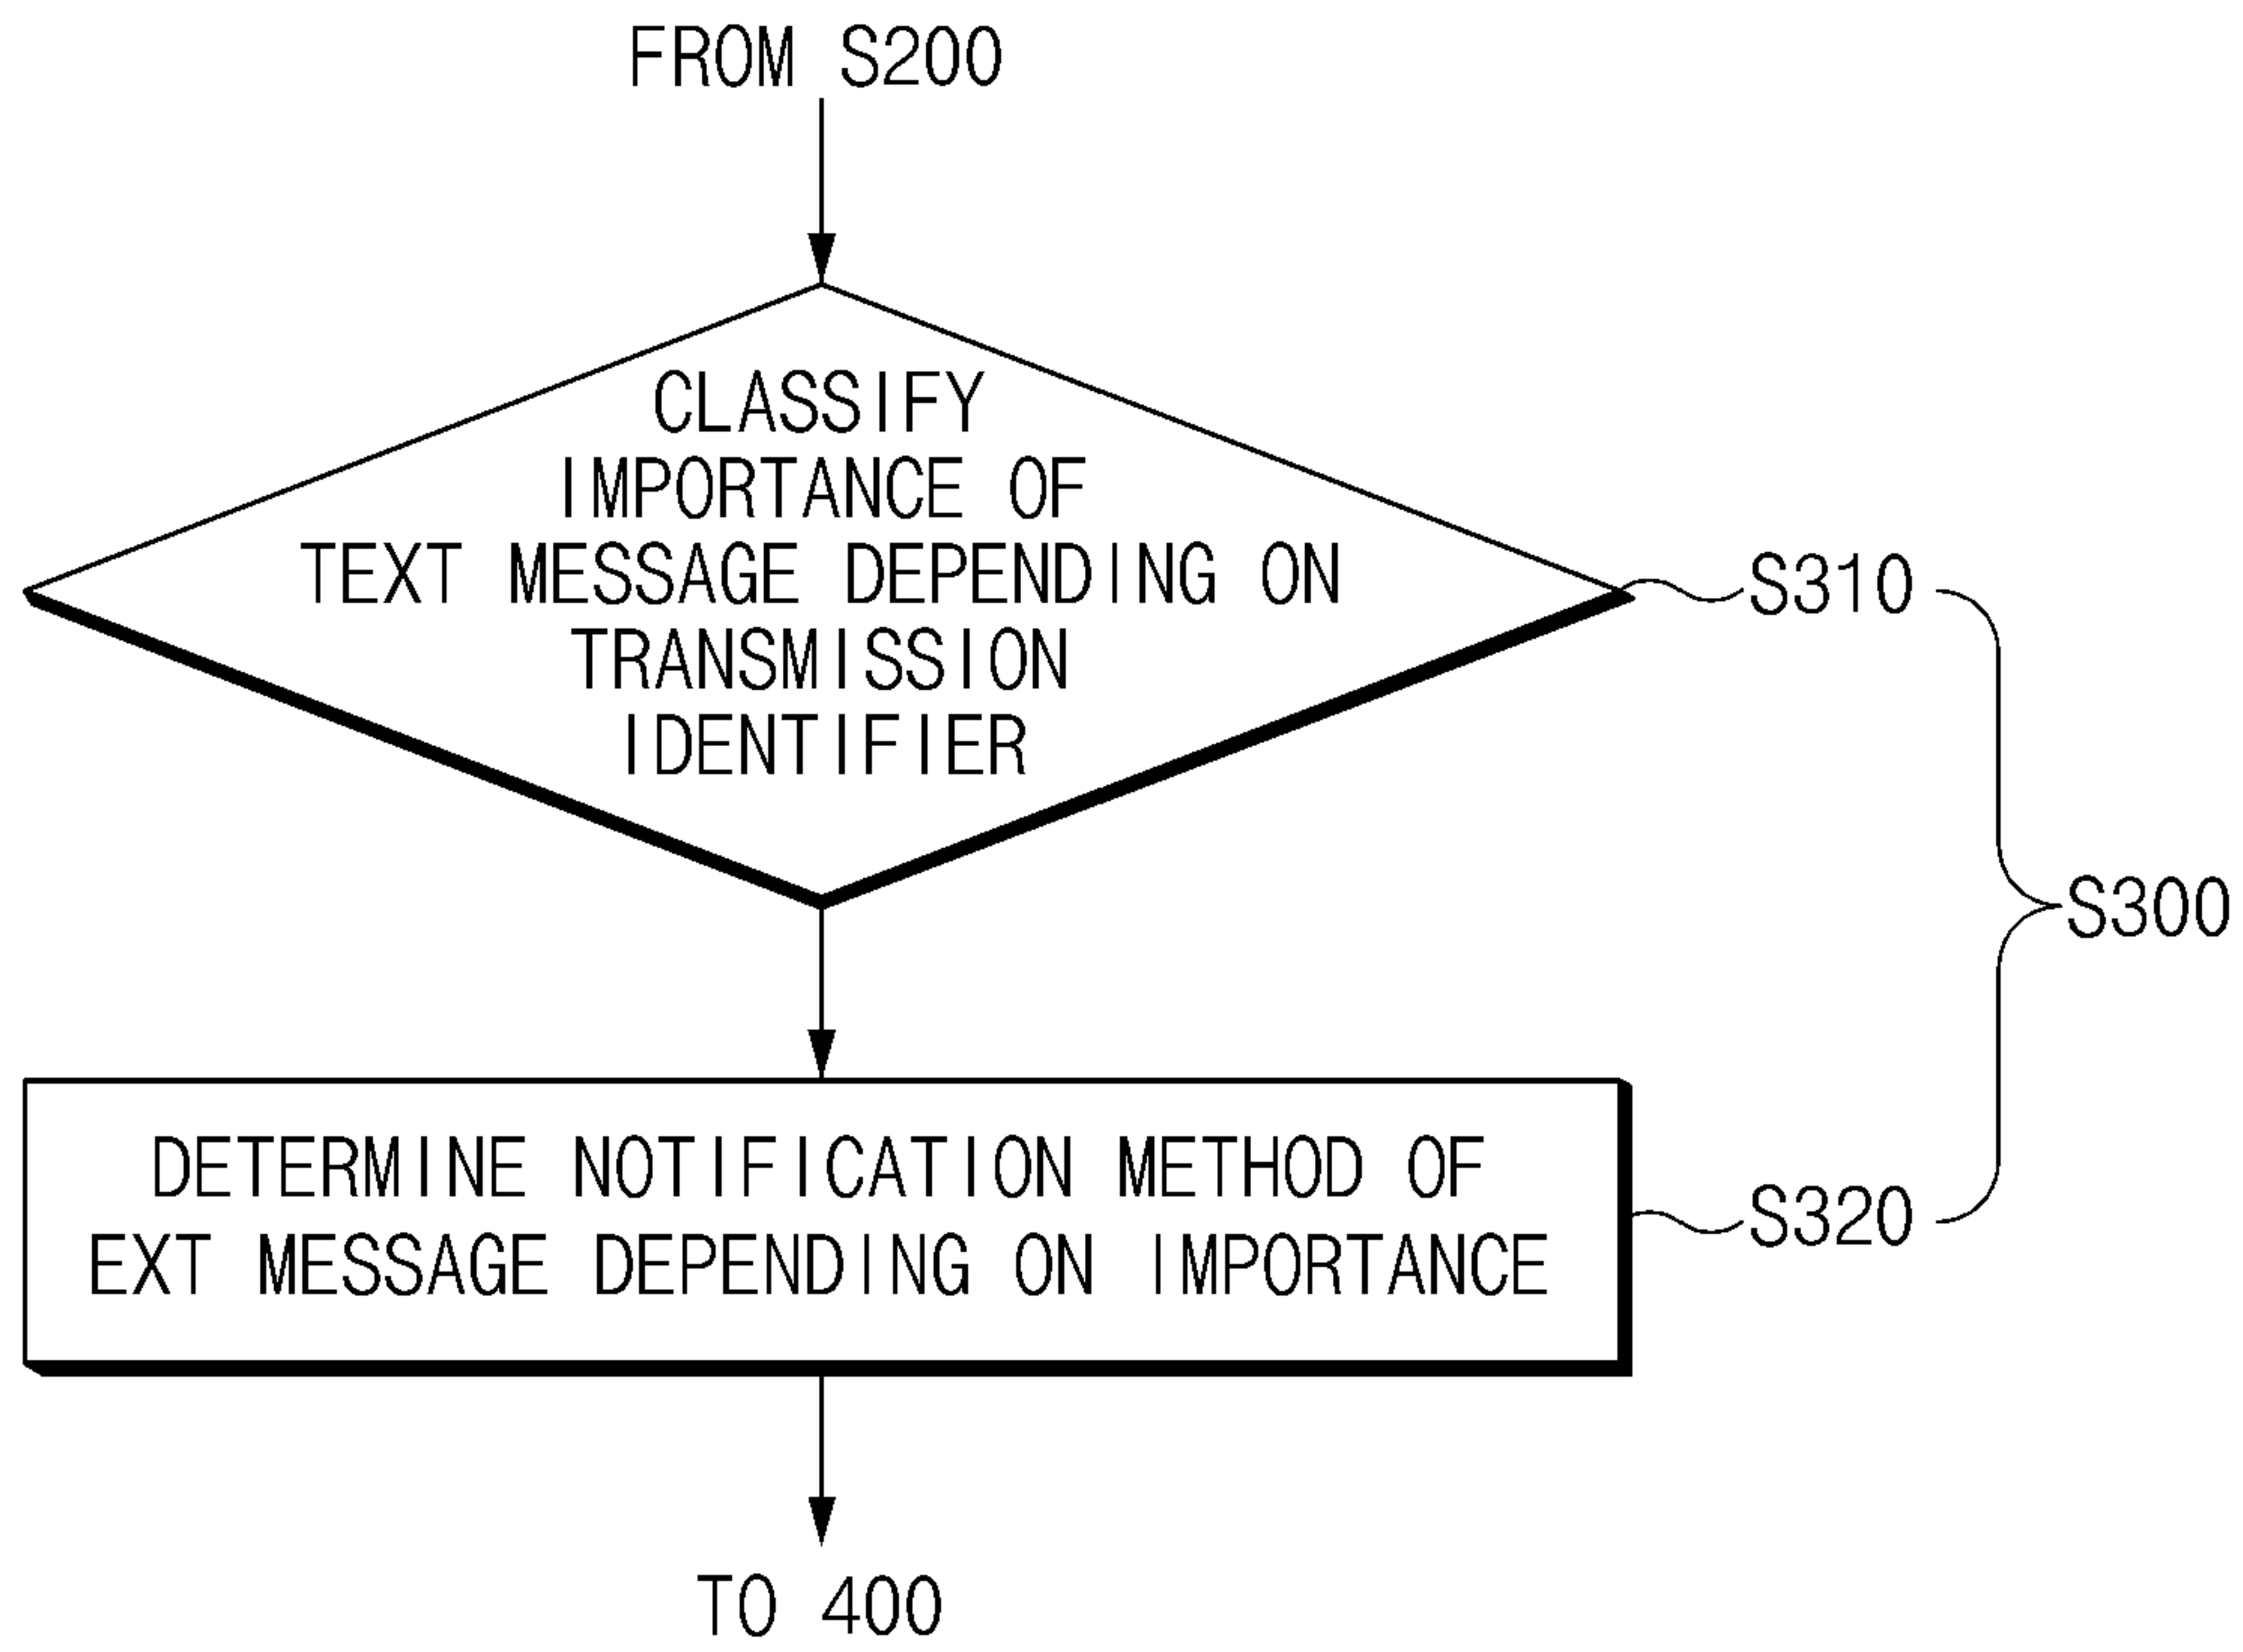 FROM S200
CLASSIFY
IMPORTANCE OF
TEXT MESSAGE DEPENDING ON
TRANSMISSION
IDENTIFIER
S310
S300
DETERMINE NOTIFICATION METHOD OF
EXT MESSAGE DEPENDING ON IMPORTANCE
S320
TO 400